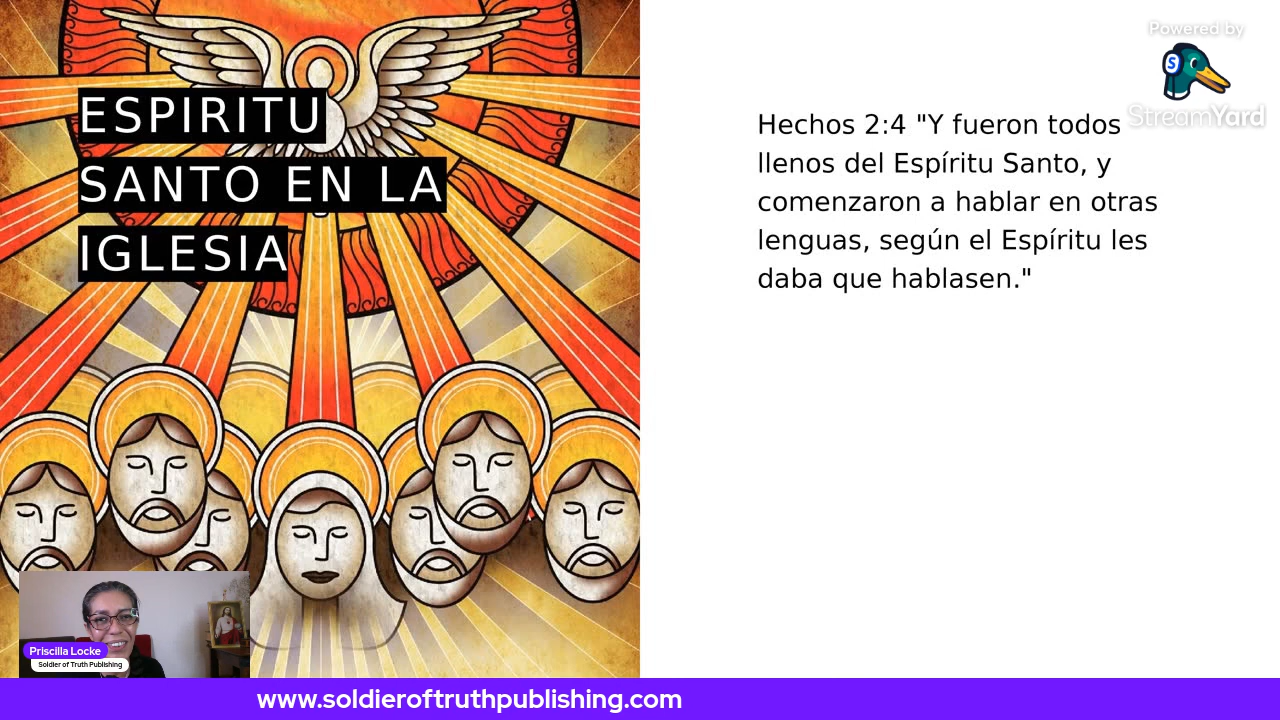 ESPIRITU
SANTO EN LA
IGLESIA
Powered by
S
StreamYard
Hechos 2:4 "Y fueron todos
llenos del Espíritu Santo, y
comenzaron a hablar en otras
lenguas, según el Espíritu les
daba que hablasen."
Priscilla Locke
Soldier of Truth Publishing
www.soldieroftruthpublishing.com